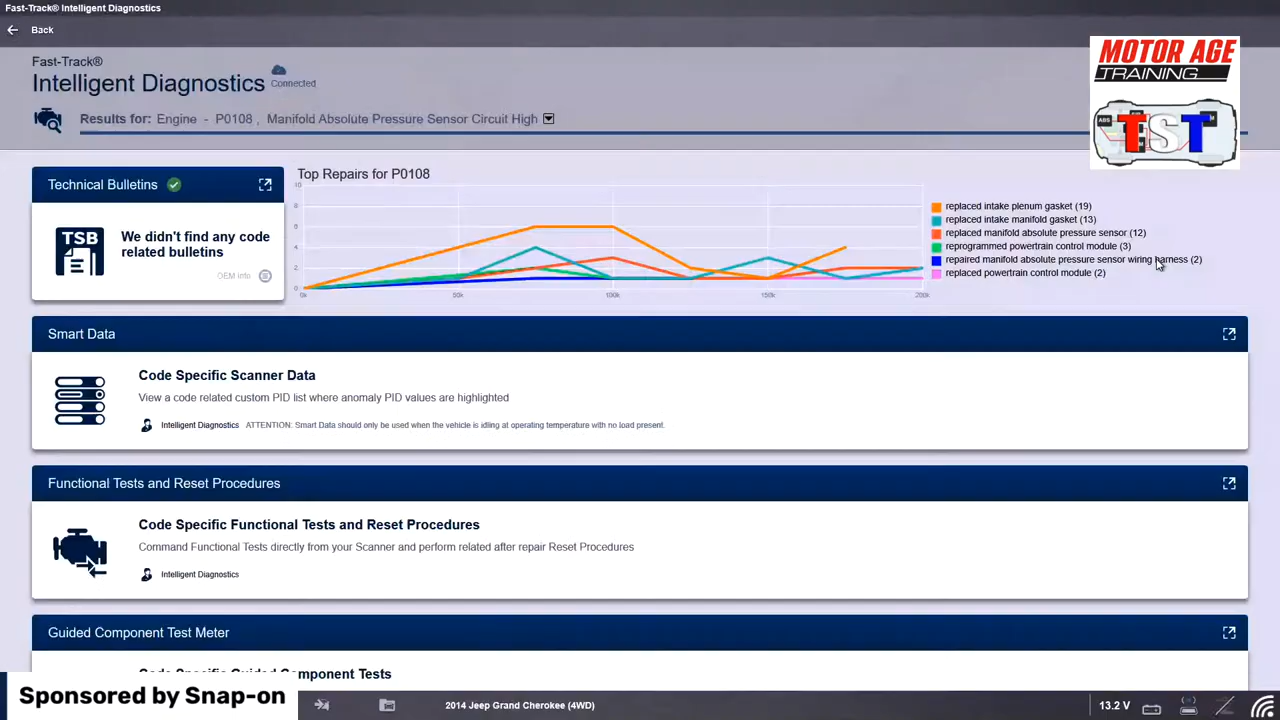 Fast-Track® Intelligent Diagnostics
Back
Fast-Track®
Intelligent Diagnostics
Connected
Results for: Engine - P0108 , Manifold Absolute Pressure Sensor Circuit High
MOTOR AGE
TRAINING
ABS
TST
Technical Bulletins
TSB
We didn't find any code
related bulletins
OEM info
Top Repairs for P0108
10
8
6
4
2
0
0k
50k
100k
150k
200k
replaced intake plenum gasket (19)
replaced intake manifold gasket (13)
replaced manifold absolute pressure sensor (12)
reprogrammed powertrain control module (3)
repaired manifold absolute pressure sensor wiring harness (2)
replaced powertrain control module (2)
Smart Data
Code Specific Scanner Data
View a code related custom PID list where anomaly PID values are highlighted
Intelligent Diagnostics ATTENTION: Smart Data should only be used when the vehicle is idling at operating temperature with no load present.
Functional Tests and Reset Procedures
Code Specific Functional Tests and Reset Procedures
Command Functional Tests directly from your Scanner and perform related after repair Reset Procedures
Intelligent Diagnostics
Guided Component Test Meter
Code Specific Guided Component Tests
Sponsored by Snap-on
2014 Jeep Grand Cherokee (4WD)
13.2 V